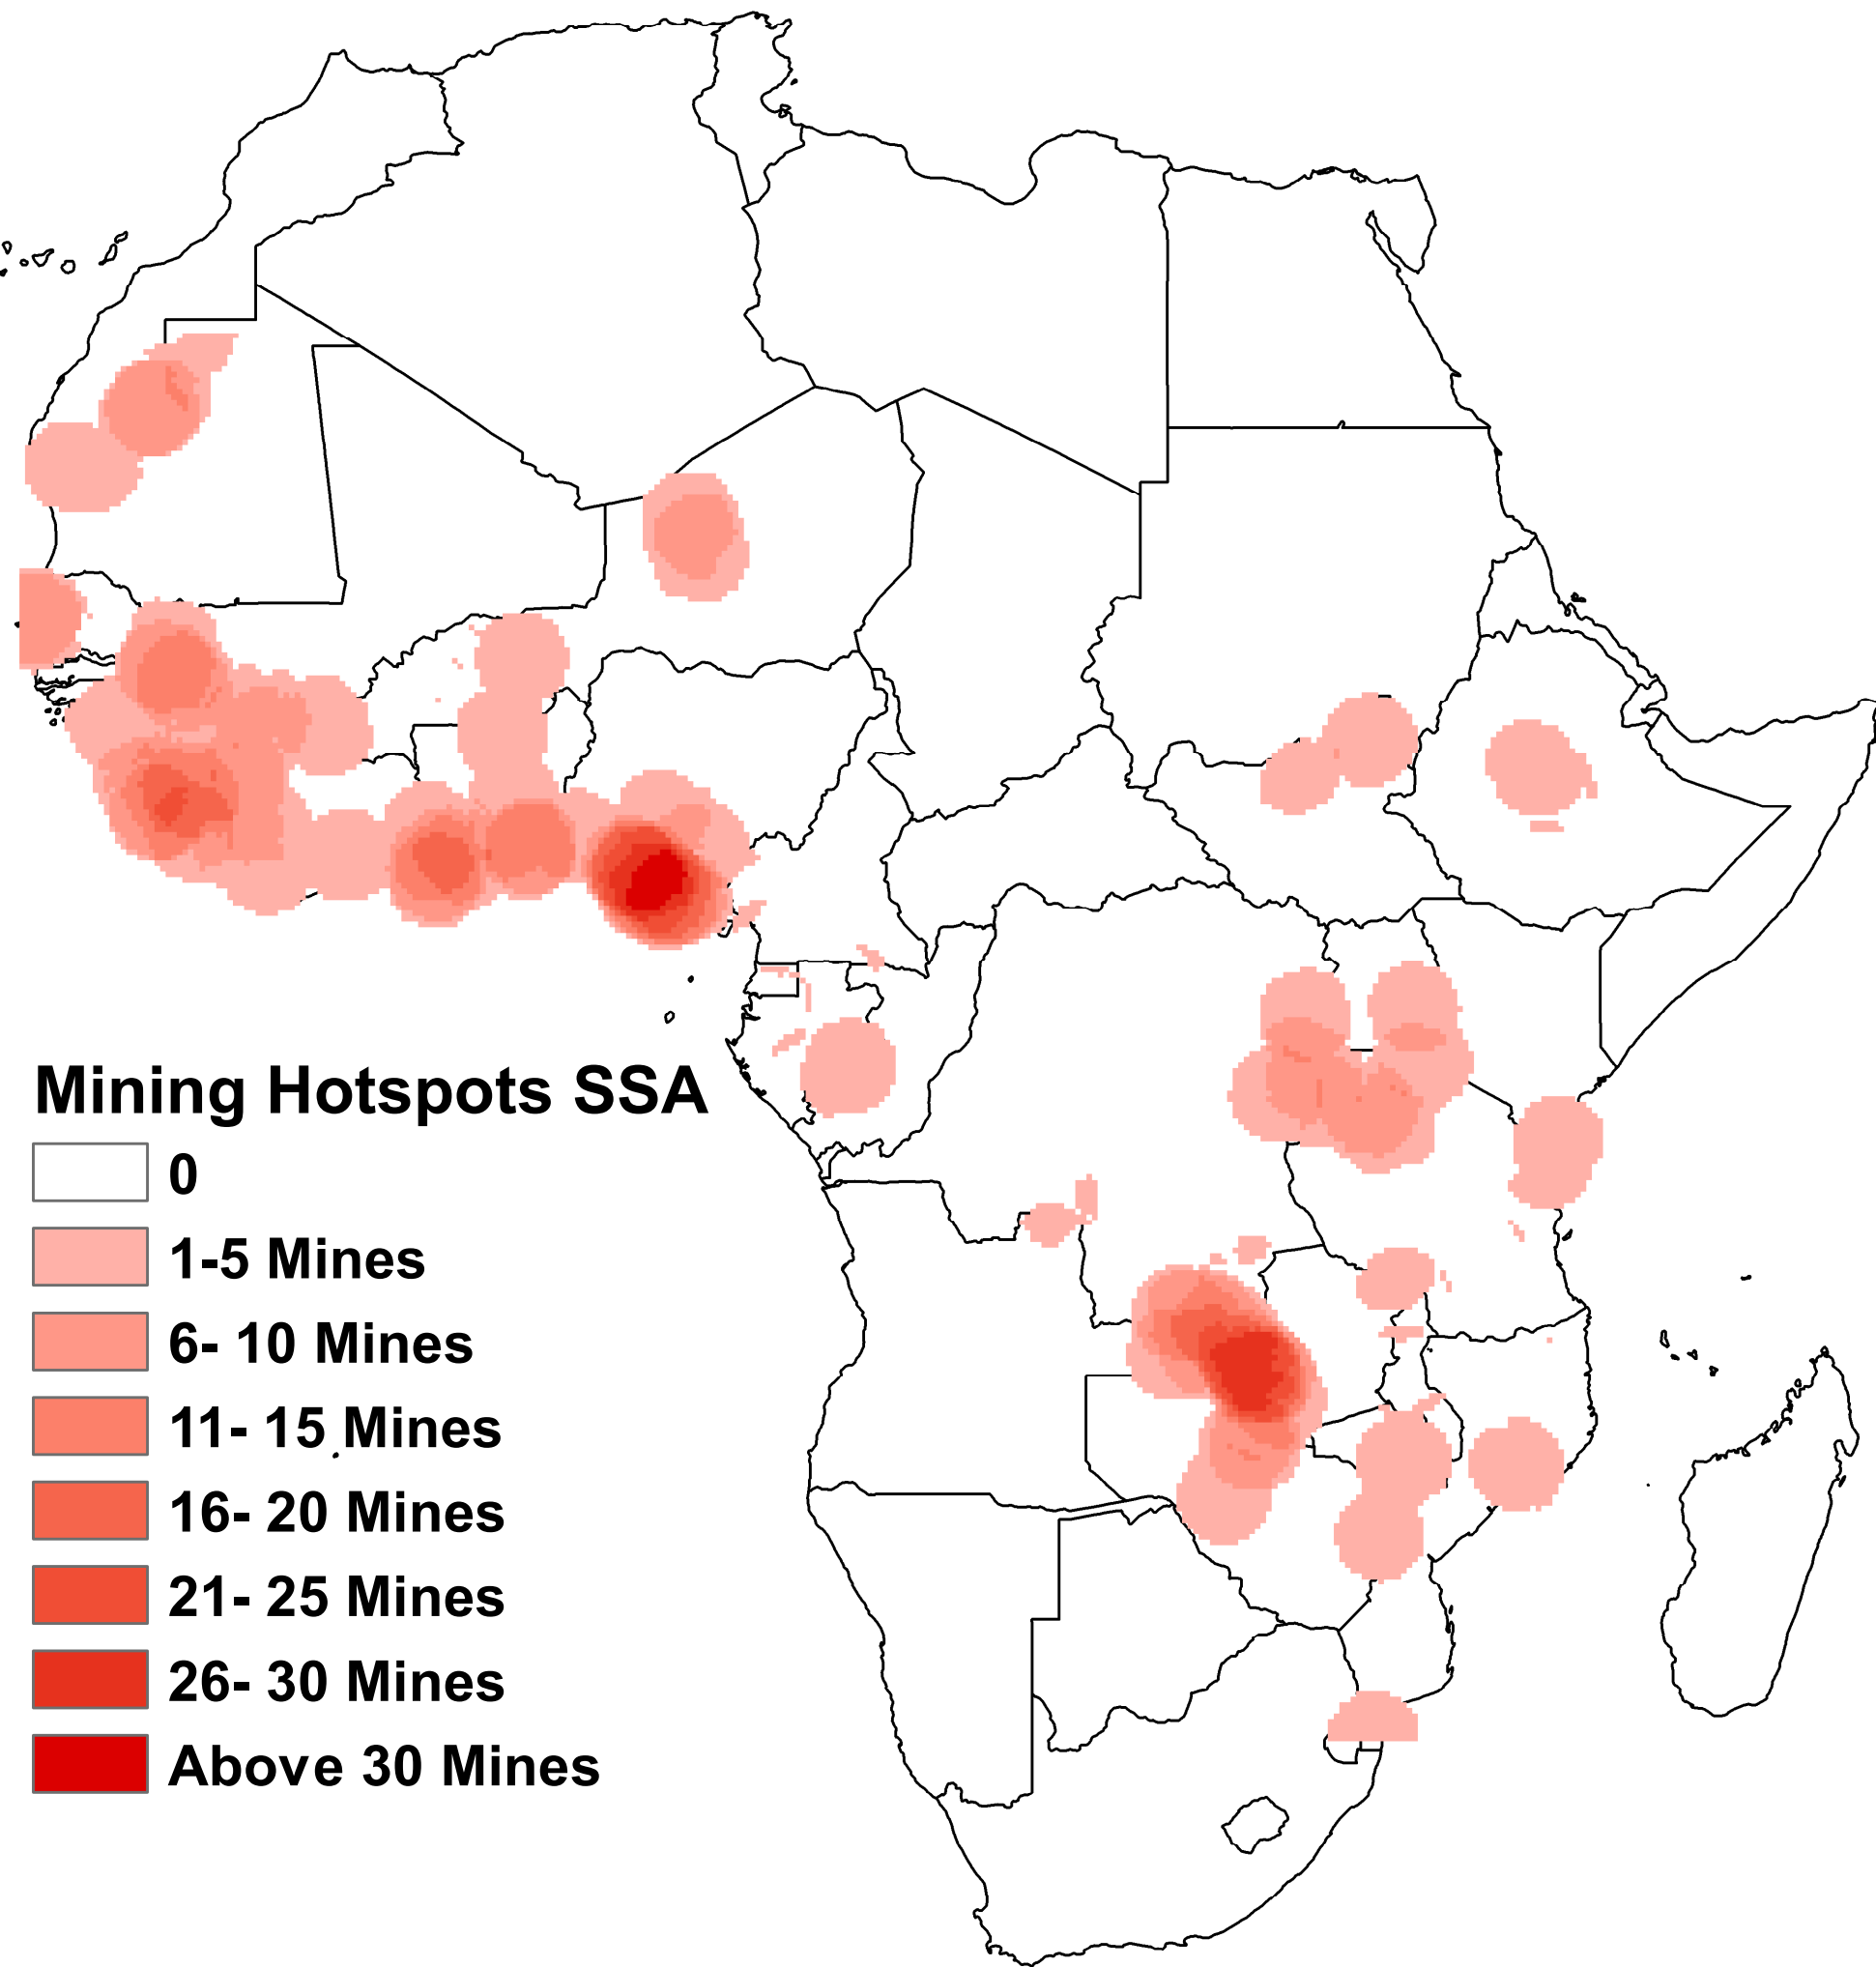 Mining Hotspots SSA
0
1-5 Mines
6- 10 Mines
11- 15 Mines
16- 20 Mines
21- 25 Mines
26- 30 Mines
Above 30 Mines